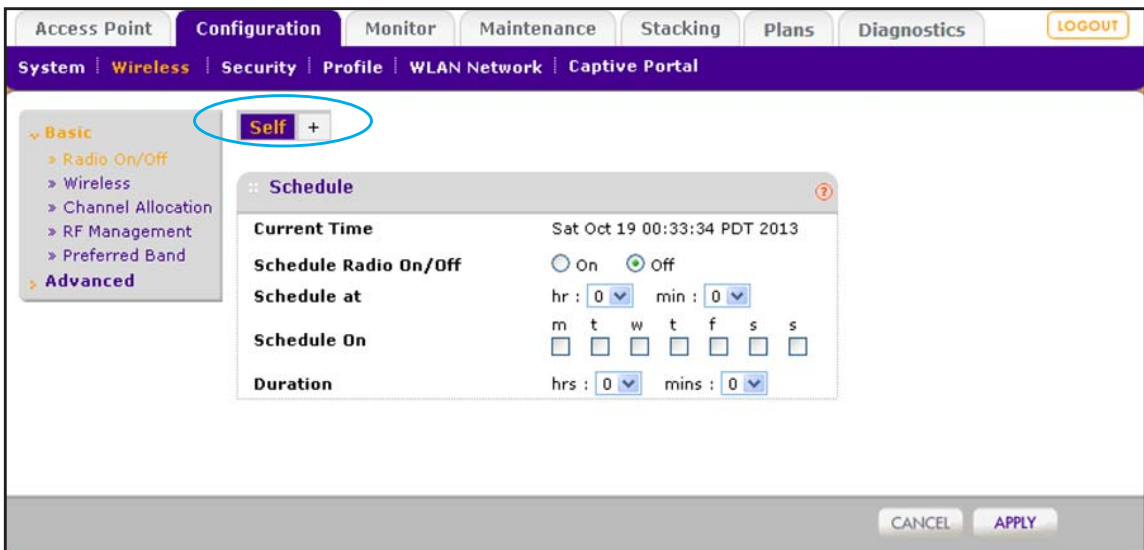 Access Point Configuration Monitor Maintenance Stacking Plans Diagnostics LOGOUT
System Wireless Security Profile WLAN Network Captive Portal
Basic
» Radio On/Off
» Wireless
» Channel Allocation
» RF Management
» Preferred Band
Advanced
Self +
Schedule ?
Current Time Sat Oct 19 00:33:34 PDT 2013
Schedule Radio On/Off On Off
Schedule at hr : 0 min : 0
m t w t f s s
Schedule On
Duration hrs : 0 mins : 0
CANCEL APPLY